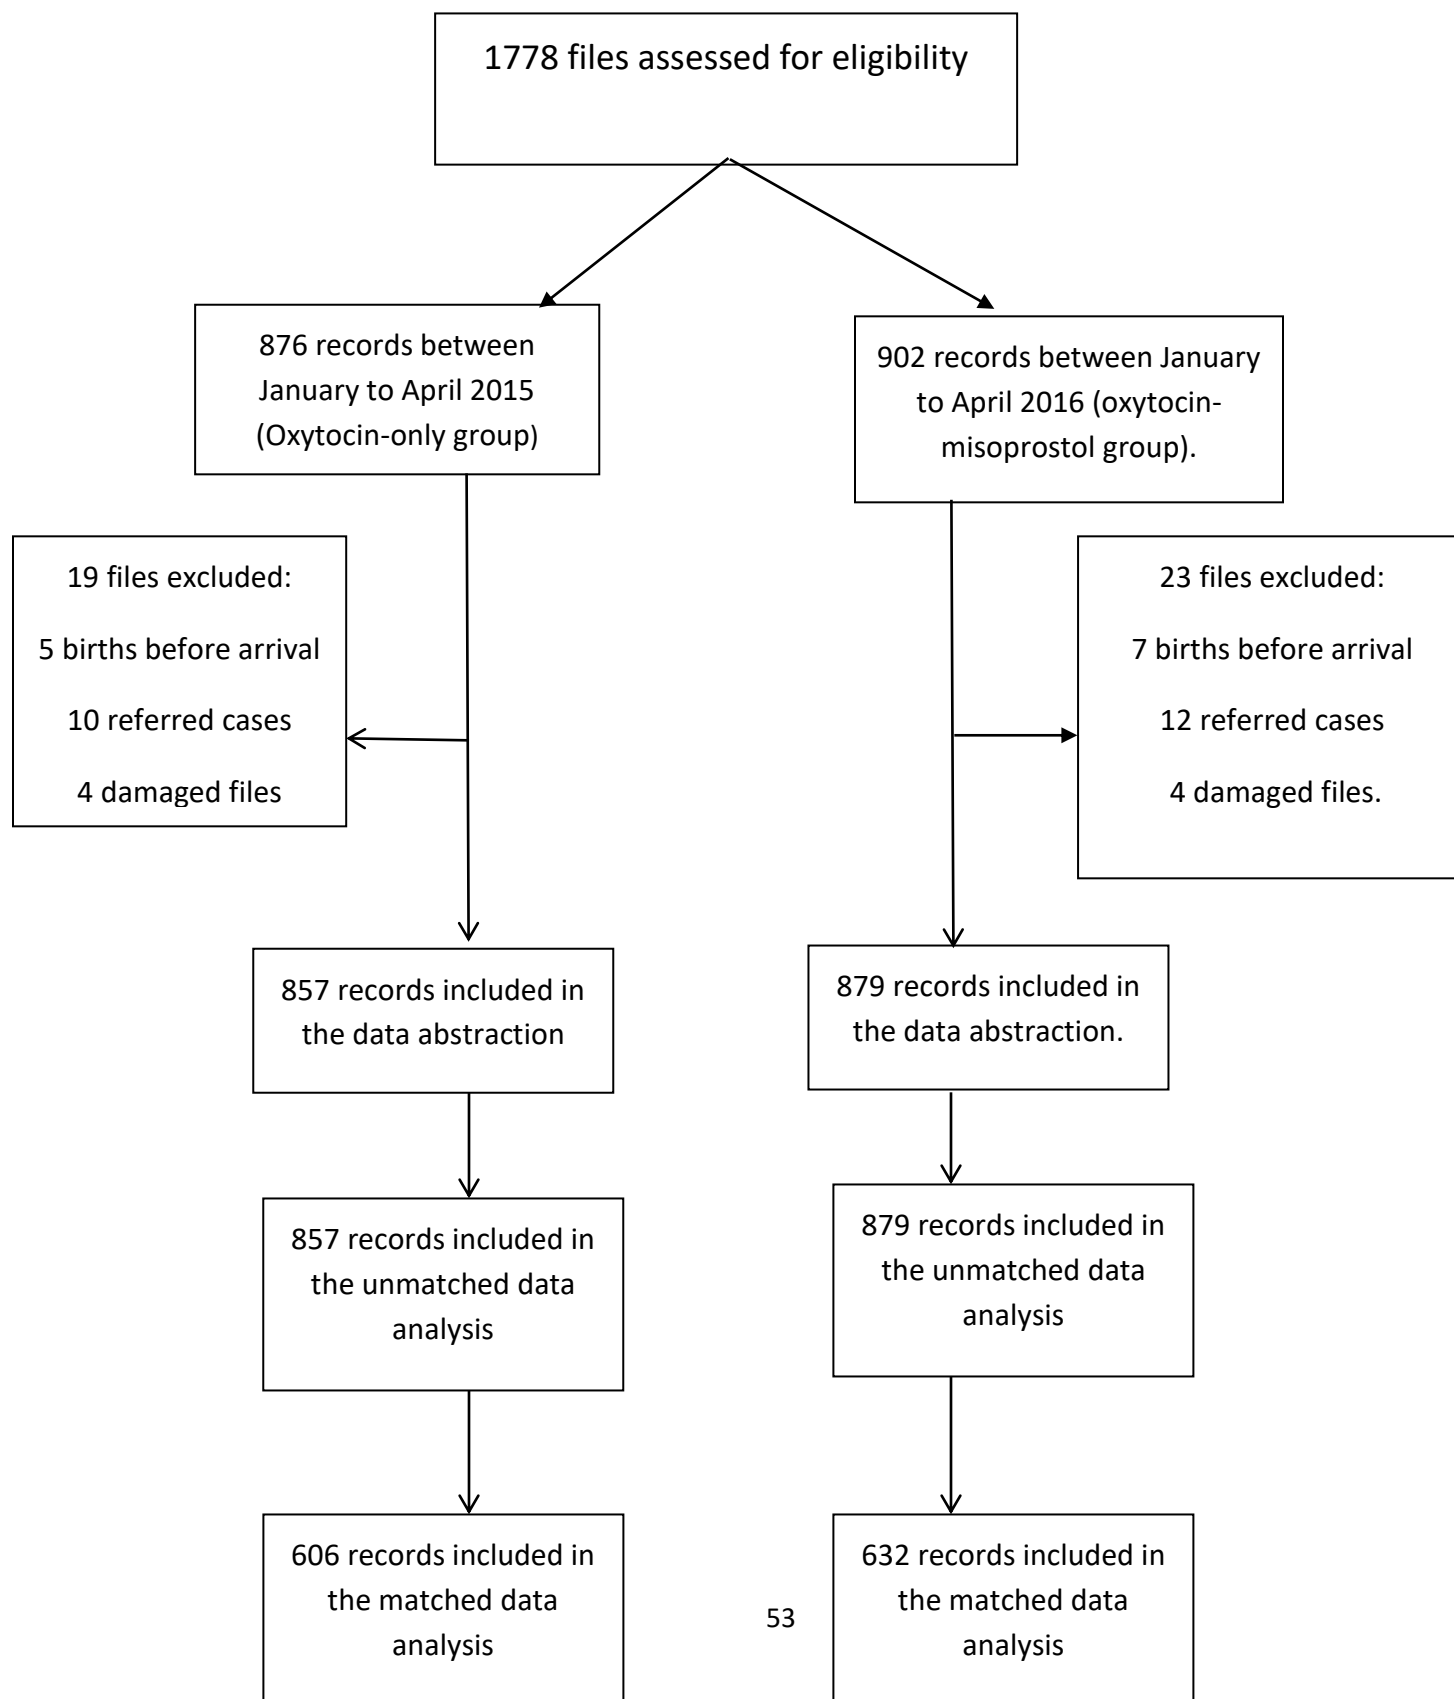 1778 files assessed for eligibility
876 records between
January to April 2015
(Oxytocin-only group)
902 records between January
to April 2016 (oxytocin-
misoprostol group).
19 files excluded:
5 births before arrival
10 referred cases
4 damaged files
23 files excluded:
7 births before arrival
12 referred cases
4 damaged files.
857 records included in
the data abstraction
879 records included in
the data abstraction.
857 records included in
the unmatched data
analysis
879 records included in
the unmatched data
analysis
606 records included in
the matched data
analysis
632 records included in
the matched data
analysis
53